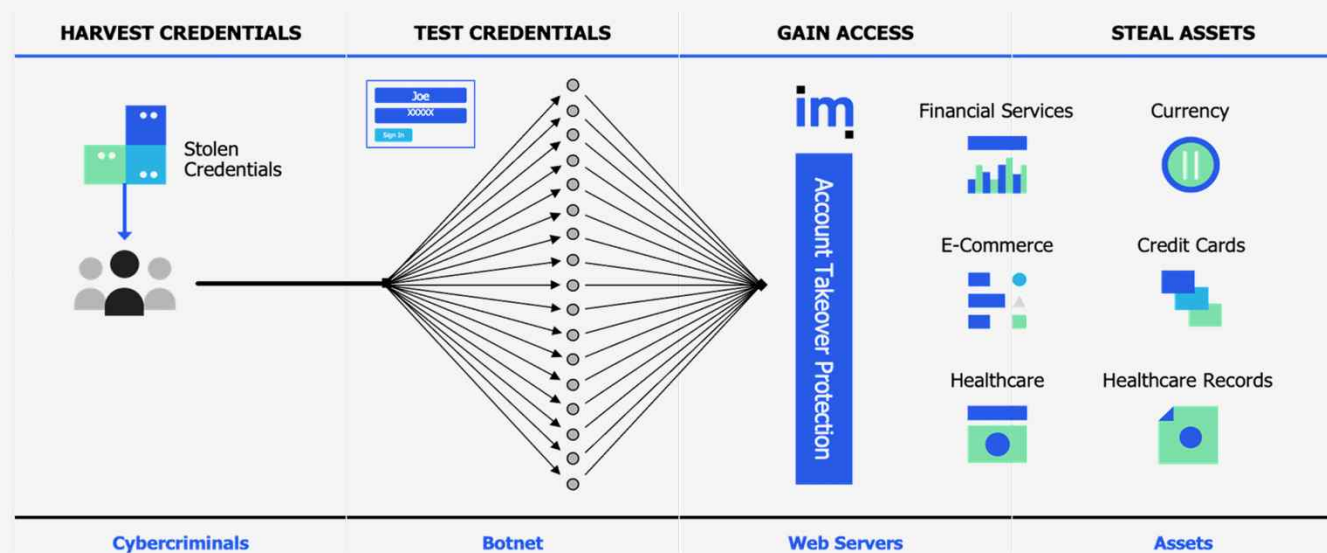 HARVEST CREDENTIALS
TEST CREDENTIALS
GAIN ACCESS
STEAL ASSETS
Stolen
Credentials
Joe
XXXXX
Sign In
im
Account Takeover Protection
Financial Services
Currency
E-Commerce
Credit Cards
Healthcare
Healthcare Records
Cybercriminals
Botnet
Web Servers
Assets